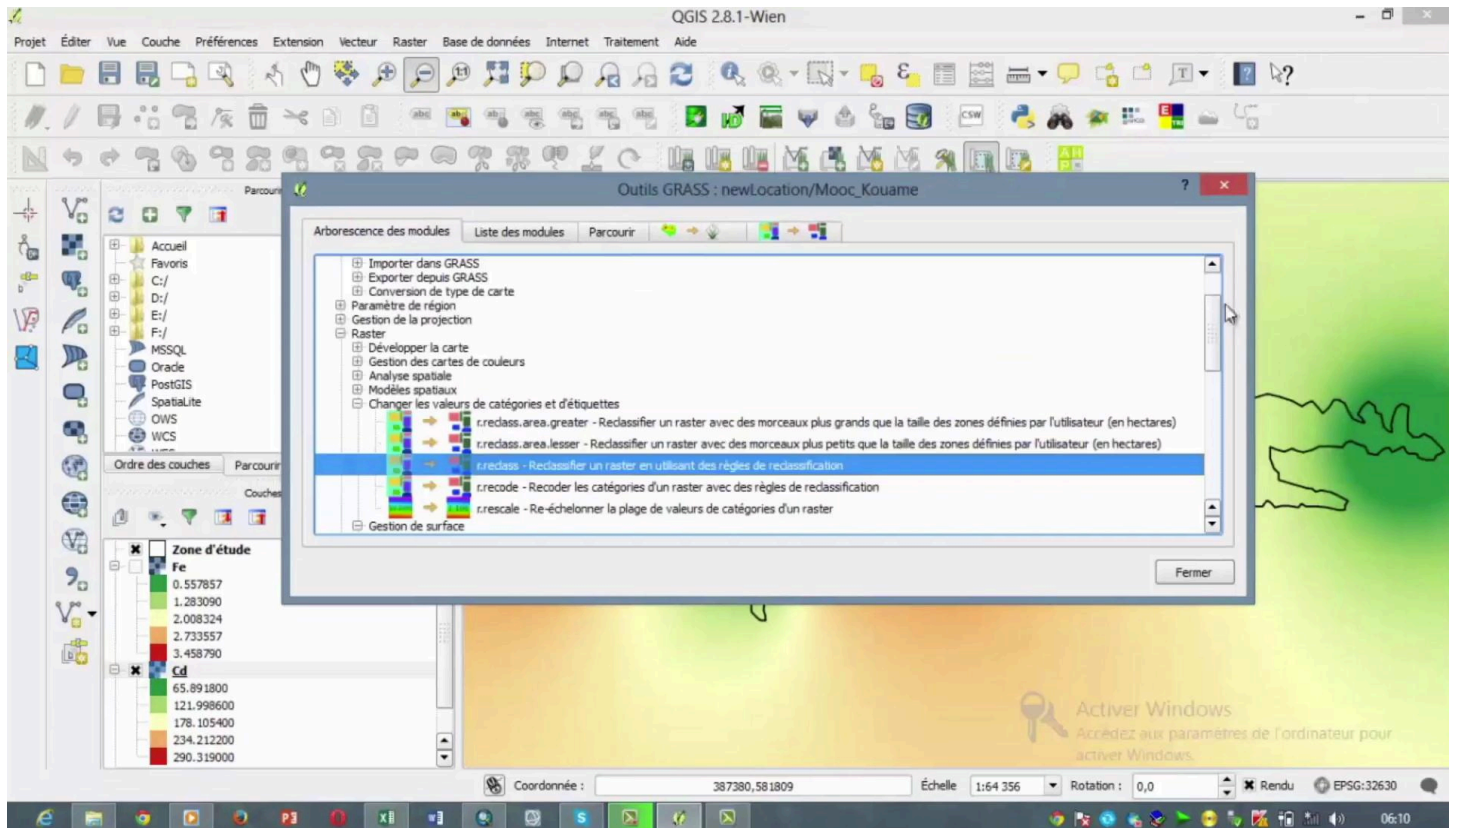 QGIS 2.8.1-Wien
Projet Éditer Vue Couche Préférences Extension Vecteur Raster Base de données Internet Traitement Aide
Parcouri
Outils GRASS : newLocation/Mooc_Kouame
Arborescence des modules Liste des modules Parcourir
Accueil
Favoris
C:/
D:/
E:/
F:/
MSSQL
Oracle
PostGIS
SpatiaLite
OWS
WCS
Ordre des couches Parcourir
Couches
Importer dans GRASS
Exporter depuis GRASS
Conversion de type de carte
Paramètre de région
Gestion de la projection
Raster
Développer la carte
Gestion des cartes de couleurs
Analyse spatiale
Modèles spatiaux
Changer les valeurs de catégories et d'étiquettes
r.reclass.area.greater - Reclassifier un raster avec des morceaux plus grands que la taille des zones définies par l'utilisateur (en hectares)
r.reclass.area.lesser - Reclassifier un raster avec des morceaux plus petits que la taille des zones définies par l'utilisateur (en hectares)
r.reclass - Reclassifier un raster en utilisant des règles de reclassification
r.recode - Recoder les catégories d'un raster avec des règles de reclassification
r.rescale - Re-échelonner la plage de valeurs de catégories d'un raster
Gestion de surface
Fermer
Zone d'étude
Fe
0.557857
1.283090
2.008324
2.733557
3.458790
Cd
65.891800
121.998600
178.105400
234.212200
290.319000
Activer Windows
Accédez aux paramètres de l'ordinateur pour
activer Windows.
Coordonnée : 387380,581809 Échelle 1:64 356 Rotation : 0,0 Rendu EPSG:32630
06:10